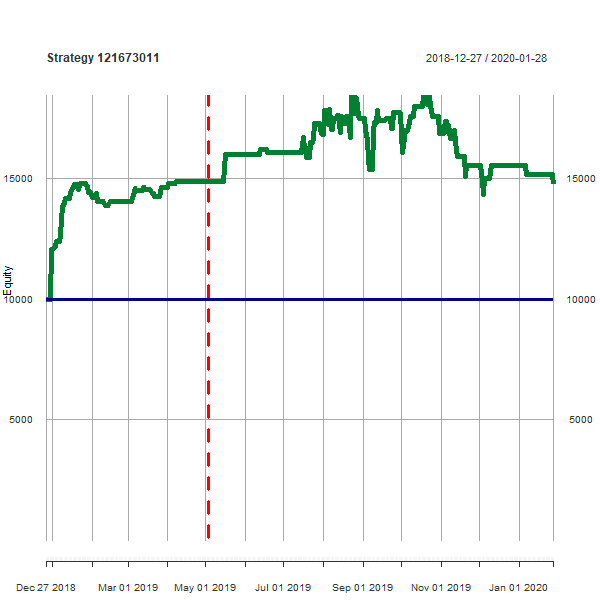 Strategy 121673011
2018-12-27 / 2020-01-28
15000
15000
Equity
10000
10000
5000
5000
Dec 27 2018
Mar 01 2019
May 01 2019
Jul 01 2019
Sep 01 2019
Nov 01 2019
Jan 01 2020